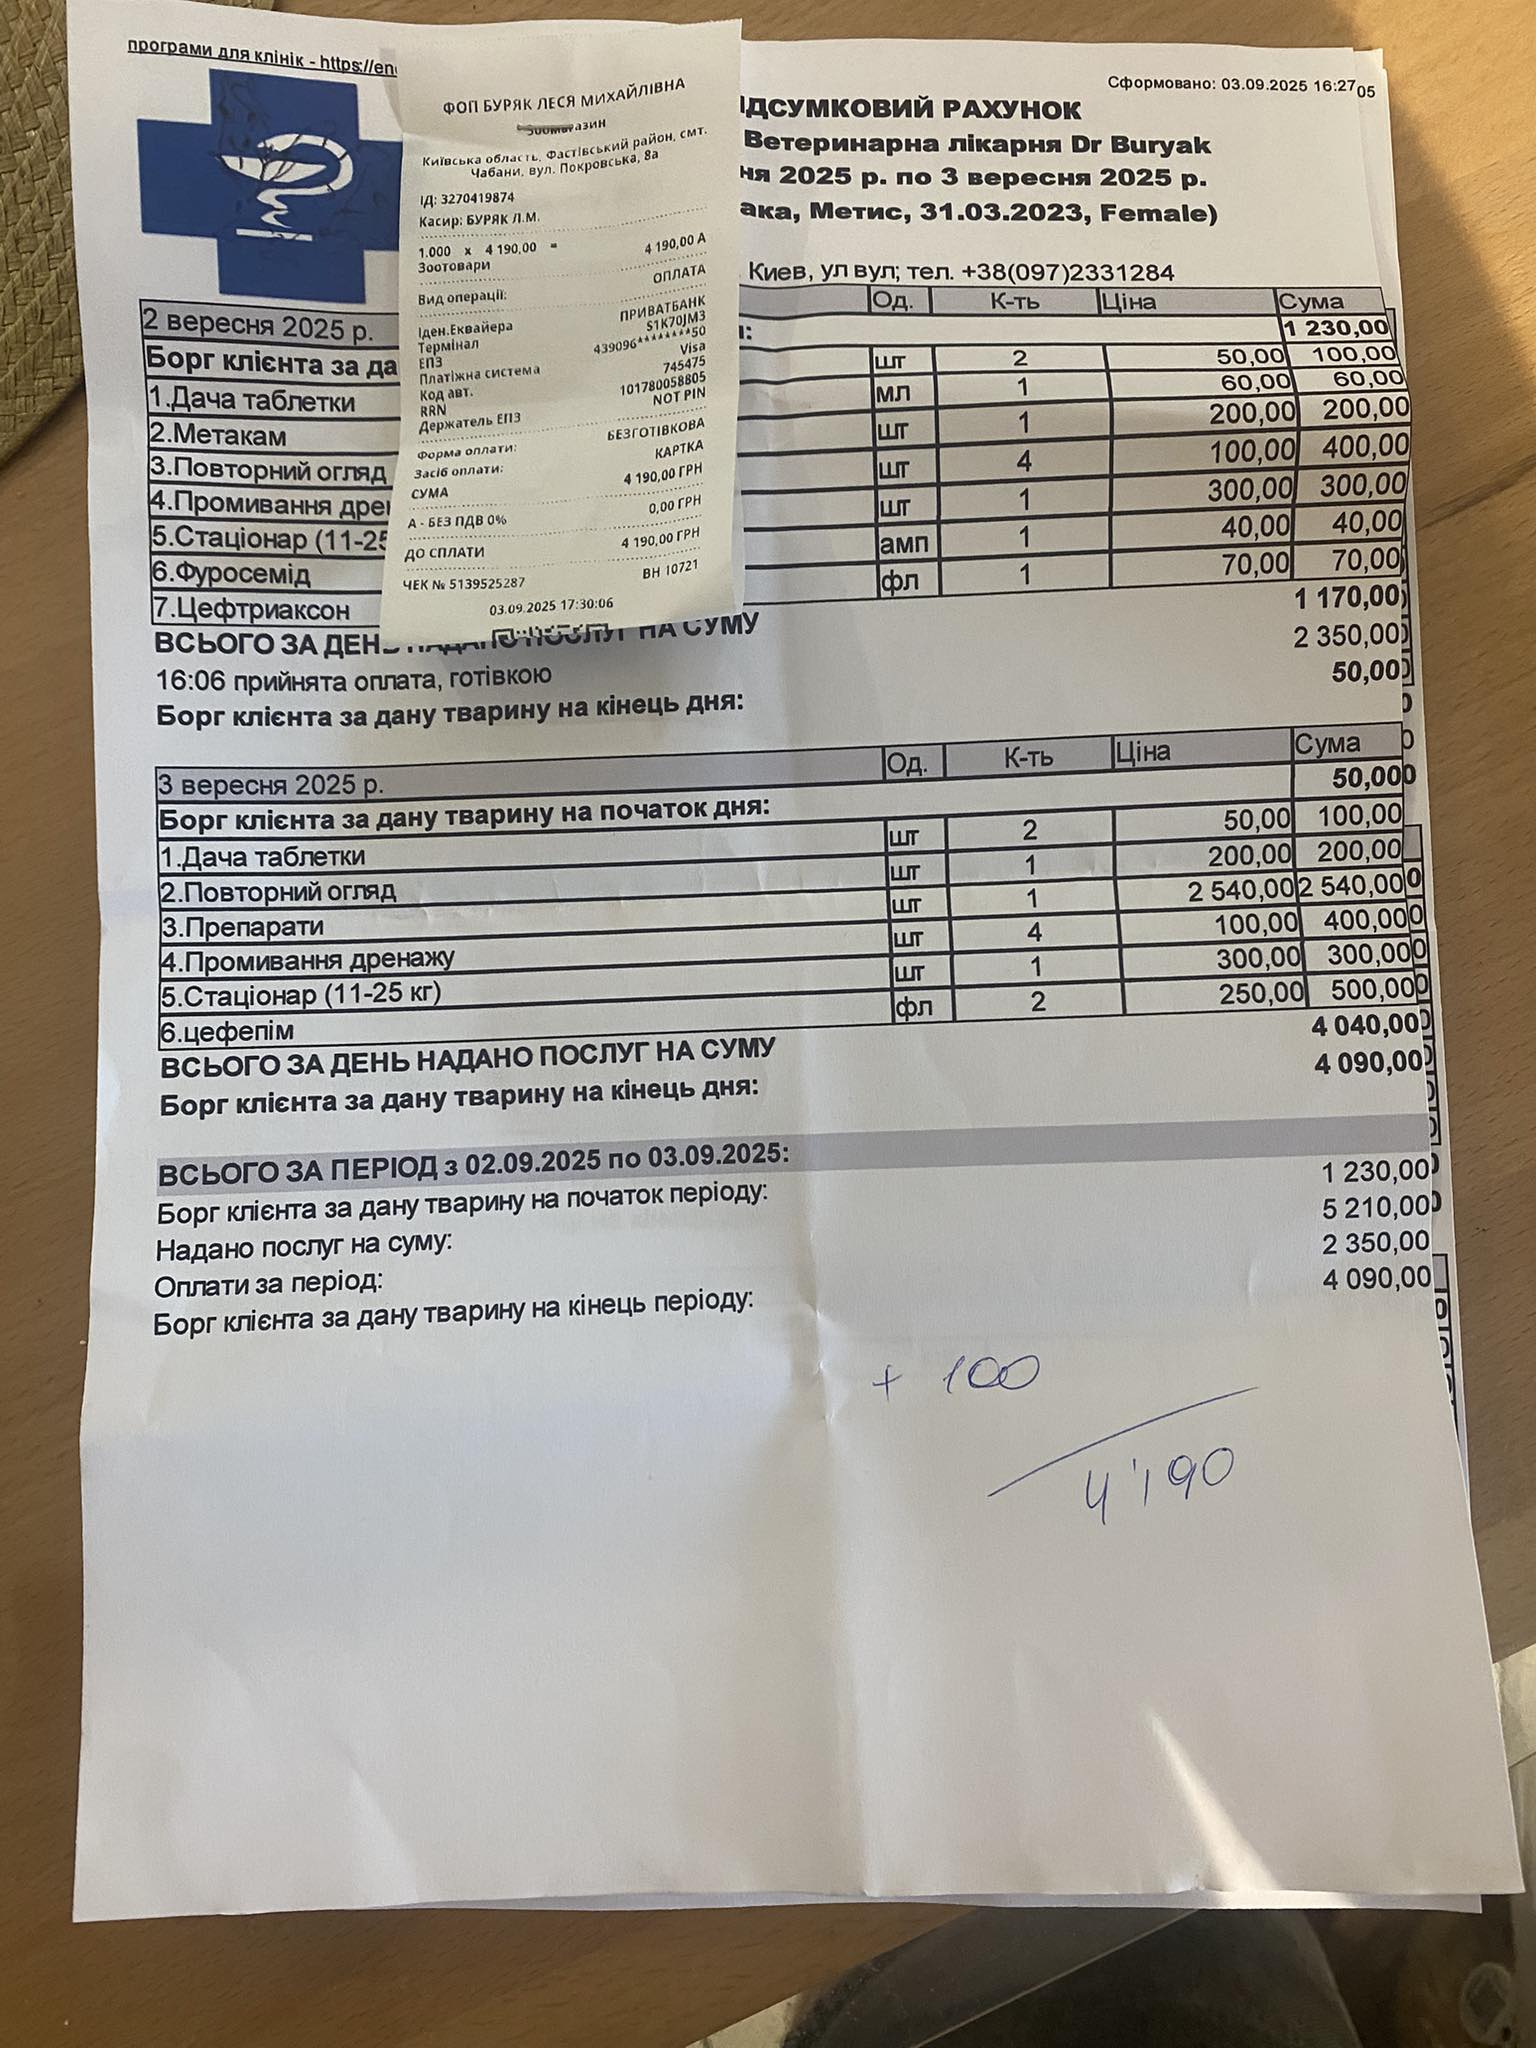 програми для клінік - https://en
Сформовано: 03.09.2025 16:27
05
ІДСУМКОВИЙ РАХУНОК
Ветеринарна лікарня Dr Buryak
ня 2025 р. по 3 вересня 2025 р.
ака, Метис, 31.03.2023, Female)
Киев, ул вул; тел. +38(097)2331284
ФОП БУРЯК ЛЕСЯ МИХАЙЛІВНА
Зоомагазин
Київська область, Фастівський район, смт.
Чабани, вул. Покровська, 8а
ІД: 3270419874
Касир: БУРЯК Л.М.
1.000 x 4 190,00 = 4 190,00 А
Зоотовари
Вид операції: ОПЛАТА
Іден.Еквайера ПРИВАТБАНК
Термінал S1K70JM3
ЕПЗ 439096********50
Платіжна система Visa
Код авт. 745475
RRN 101780058805
Держатель ЕПЗ NOT PIN
Форма оплати: БЕЗГОТІВКОВА
Засіб оплати: КАРТКА
СУМА 4 190,00 ГРН
А - БЕЗ ПДВ 0% 0,00 ГРН
ДО СПЛАТИ 4 190,00 ГРН
ЧЕК № 5139525287 ВН 10721
03.09.2025 17:30:06
2 вересня 2025 р. Од. К-ть Ціна Сума
Борг клієнта за да 1 230,00
1.Дача таблетки шт 2 50,00 100,00
2.Метакам мл 1 60,00 60,00
3.Повторний огляд шт 1 200,00 200,00
4.Промивання дре шт 4 100,00 400,00
5.Стаціонар (11-25 шт 1 300,00 300,00
6.Фуросемід амп 1 40,00 40,00
7.Цефтриаксон фл 1 70,00 70,00
ВСЬОГО ЗА ДЕНЬ НАДАНО ПОСЛУГ НА СУМУ 1 170,00
16:06 прийнята оплата, готівкою 2 350,00
Борг клієнта за дану тварину на кінець дня: 50,00
3 вересня 2025 р. Од. К-ть Ціна Сума
Борг клієнта за дану тварину на початок дня: 50,00
1.Дача таблетки шт 2 50,00 100,00
2.Повторний огляд шт 1 200,00 200,00
3.Препарати шт 1 2 540,00 2 540,00
4.Промивання дренажу шт 4 100,00 400,00
5.Стаціонар (11-25 кг) шт 1 300,00 300,00
6.цефепім фл 2 250,00 500,00
ВСЬОГО ЗА ДЕНЬ НАДАНО ПОСЛУГ НА СУМУ 4 040,00
Борг клієнта за дану тварину на кінець дня: 4 090,00
ВСЬОГО ЗА ПЕРІОД з 02.09.2025 по 03.09.2025:
Борг клієнта за дану тварину на початок періоду: 1 230,00
Надано послуг на суму: 5 210,00
Оплати за період: 2 350,00
Борг клієнта за дану тварину на кінець періоду: 4 090,00
+ 100
4'190